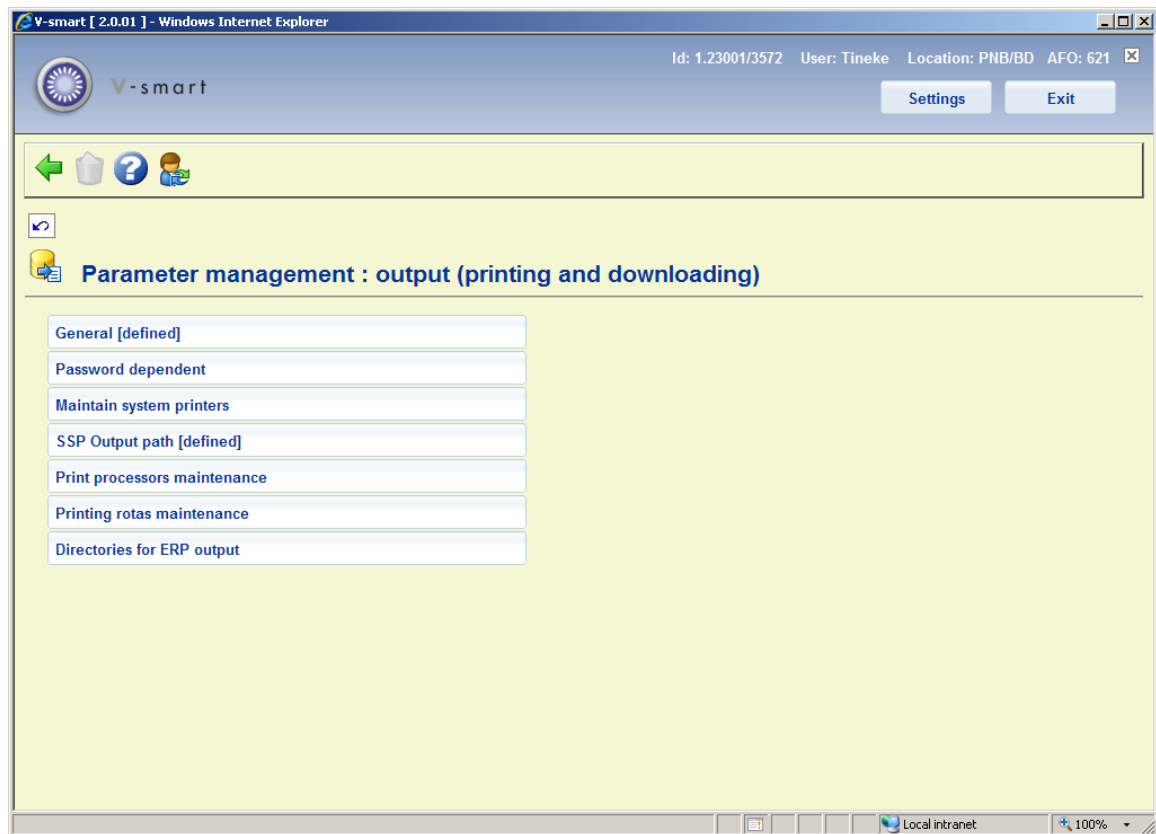 V-smart [ 2.0.01 ] - Windows Internet Explorer
Id: 1.23001/3572 User: Tineke Location: PNB/BD AFO: 621
V-smart
Settings Exit
Parameter management : output (printing and downloading)
General [defined]
Password dependent
Maintain system printers
SSP Output path [defined]
Print processors maintenance
Printing rotas maintenance
Directories for ERP output
Local intranet 100%